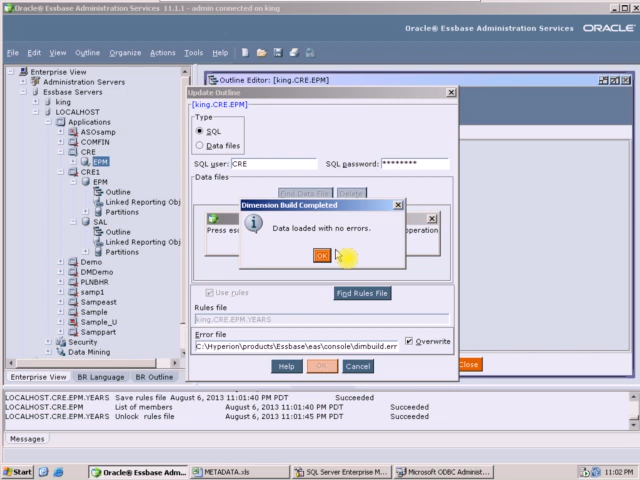 Oracle® Essbase Administration Services 11.1.1 - admin connected on king
Oracle® Essbase Administration Services ORACLE
File Edit View Outline Organize Actions Tools Help
Enterprise View
Administration Servers
Essbase Servers
king
LOCALHOST
Applications
ASOsamp
COMFIN
CRE
EPM
CRE1
EPM
Outline
Linked Reporting Obj
Partitions
SAL
Outline
Linked Reporting Obj
Partitions
Demo
DMDemo
PLNBHR
samp1
Sampeast
Sample
Sample_U
Samppart
Security
Data Mining
Enterprise View BR Language BR Outline
Outline Editor: [king.CRE.EPM]
Update Outline
[king.CRE.EPM]
Type
SQL
Data files
SQL user: CRE SQL password: ********
Data files
Find Data File Delete
Dimension Build Completed
Data loaded with no errors.
OK
Press esc
operation
Use rules Find Rules File
Rules file
king.CRE.EPM.YEARS
Error file
C:\Hyperion\products\Essbase\eas\console\dimbuild.err Overwrite
Help OK Cancel
Close
LOCALHOST.CRE.EPM.YEARS Save rules file August 6, 2013 11:01:40 PM PDT Succeeded
LOCALHOST.CRE.EPM List of members August 6, 2013 11:01:40 PM PDT Succeeded
LOCALHOST.CRE.EPM.YEARS Unlock rules file August 6, 2013 11:01:45 PM PDT Succeeded
Messages
Start Oracle® Essbase Adm... METADATA.xls SQL Server Enterprise M... Microsoft ODBC Administ... 11:02 PM